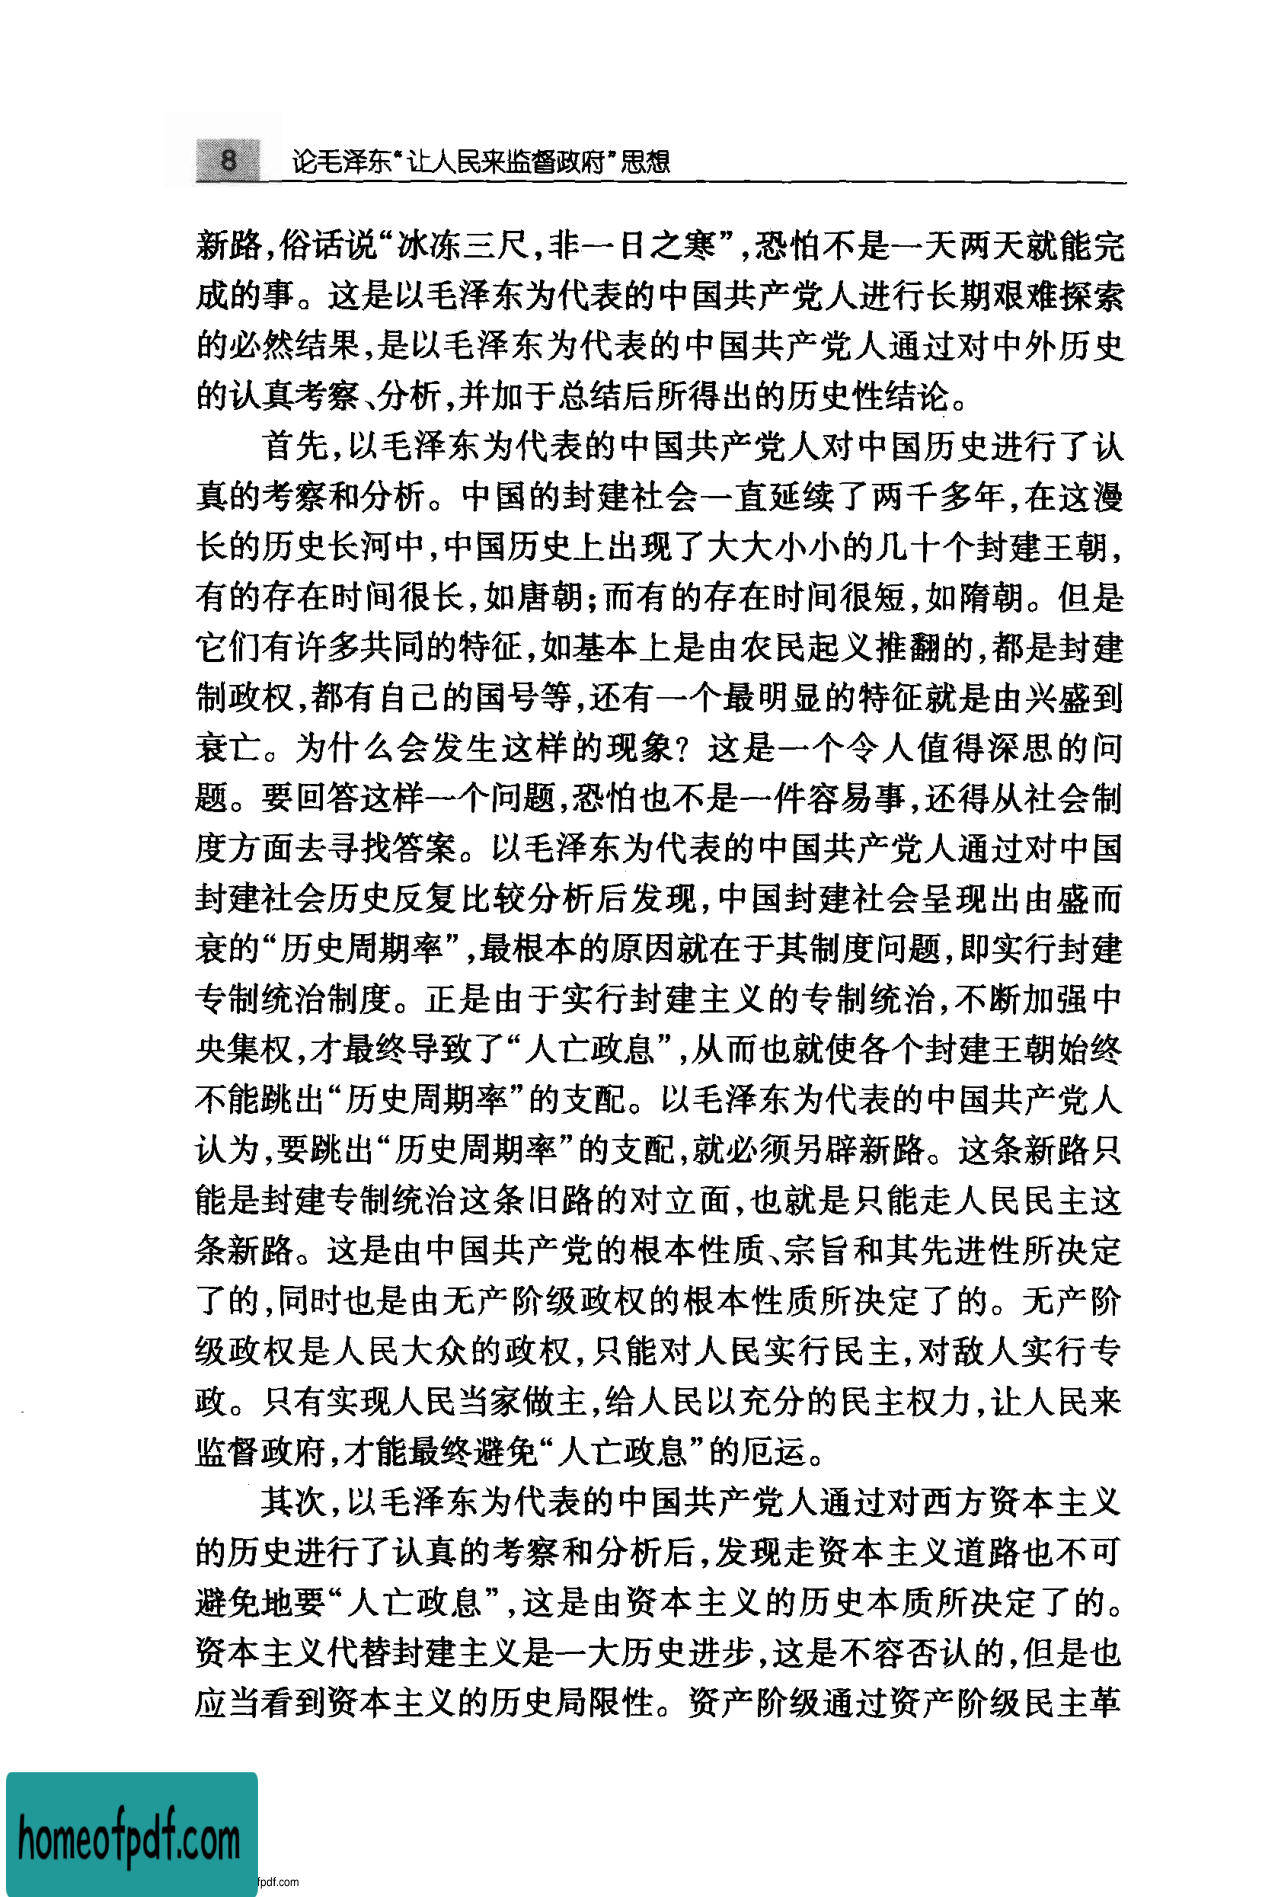 8 论毛泽东“让人民来监督政府”思想
新路,俗话说“冰冻三尺,非一日之寒”,恐怕不是一天两天就能完
成的事。这是以毛泽东为代表的中国共产党人进行长期艰难探索
的必然结果,是以毛泽东为代表的中国共产党人通过对中外历史
的认真考察、分析,并加于总结后所得出的历史性结论。
首先,以毛泽东为代表的中国共产党人对中国历史进行了认
真的考察和分析。中国的封建社会一直延续了两千多年,在这漫
长的历史长河中,中国历史上出现了大大小小的几十个封建王朝,
有的存在时间很长,如唐朝;而有的存在时间很短,如隋朝。但是
它们有许多共同的特征,如基本上是由农民起义推翻的,都是封建
制政权,都有自己的国号等,还有一个最明显的特征就是由兴盛到
衰亡。为什么会发生这样的现象?这是一个令人值得深思的问
题。要回答这样一个问题,恐怕也不是一件容易事,还得从社会制
度方面去寻找答案。以毛泽东为代表的中国共产党人通过对中国
封建社会历史反复比较分析后发现,中国封建社会呈现出由盛而
衰的“历史周期率”,最根本的原因就在于其制度问题,即实行封建
专制统治制度。正是由于实行封建主义的专制统治,不断加强中
央集权,才最终导致了“人亡政息”,从而也就使各个封建王朝始终
不能跳出“历史周期率”的支配。以毛泽东为代表的中国共产党人
认为,要跳出“历史周期率”的支配,就必须另辟新路。这条新路只
能是封建专制统治这条旧路的对立面,也就是只能走人民民主这
条新路。这是由中国共产党的根本性质、宗旨和其先进性所决定
了的,同时也是由无产阶级政权的根本性质所决定了的。无产阶
级政权是人民大众的政权,只能对人民实行民主,对敌人实行专
政。只有实现人民当家做主,给人民以充分的民主权力,让人民来
监督政府,才能最终避免“人亡政息”的厄运。
其次,以毛泽东为代表的中国共产党人通过对西方资本主义
的历史进行了认真的考察和分析后,发现走资本主义道路也不可
避免地要“人亡政息”,这是由资本主义的历史本质所决定了的。
资本主义代替封建主义是一大历史进步,这是不容否认的,但是也
应当看到资本主义的历史局限性。资产阶级通过资产阶级民主革
homeofpdf.com
fpdf.com